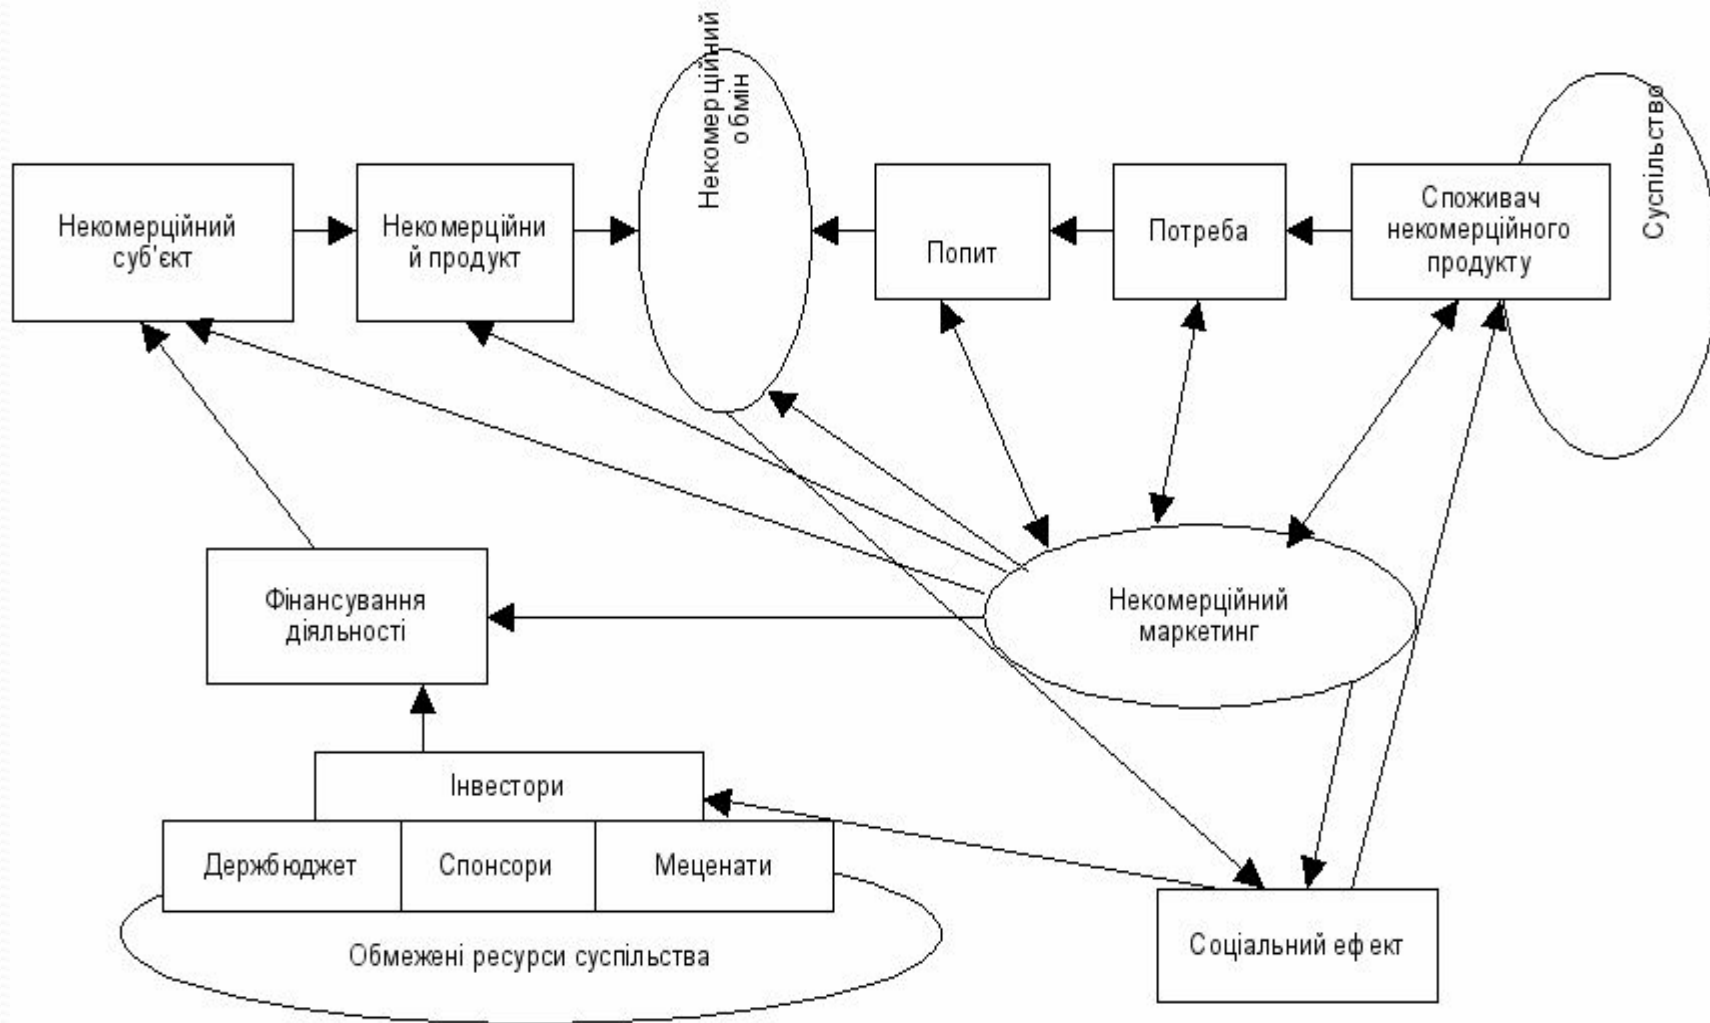 Некомерційний
обмін
Суспільство
Некомерційний
суб'єкт
Некомерційни
й продукт
Попит
Потреба
Споживач
некомерційного
продукту
Фінансування
діяльності
Некомерційний
маркетинг
Інвестори
Держбюджет
Спонсори
Меценати
Обмежені ресурси суспільства
Соціальний ефект